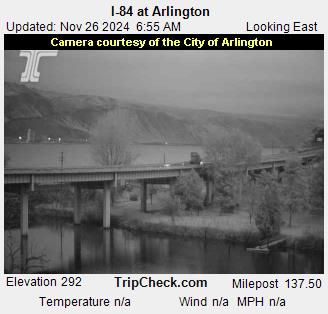 I-84 at Arlington
Updated: Nov 26 2024 6:55 AM Looking East
Camera courtesy of the City of Arlington
Elevation 292 TripCheck.com Milepost 137.50
Temperature n/a Wind n/a MPH n/a